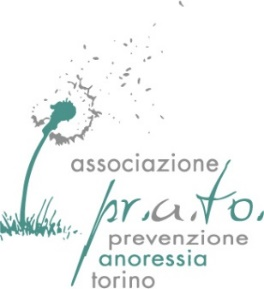 associazione
pr.a.to.
prevenzione
anoressia
torino